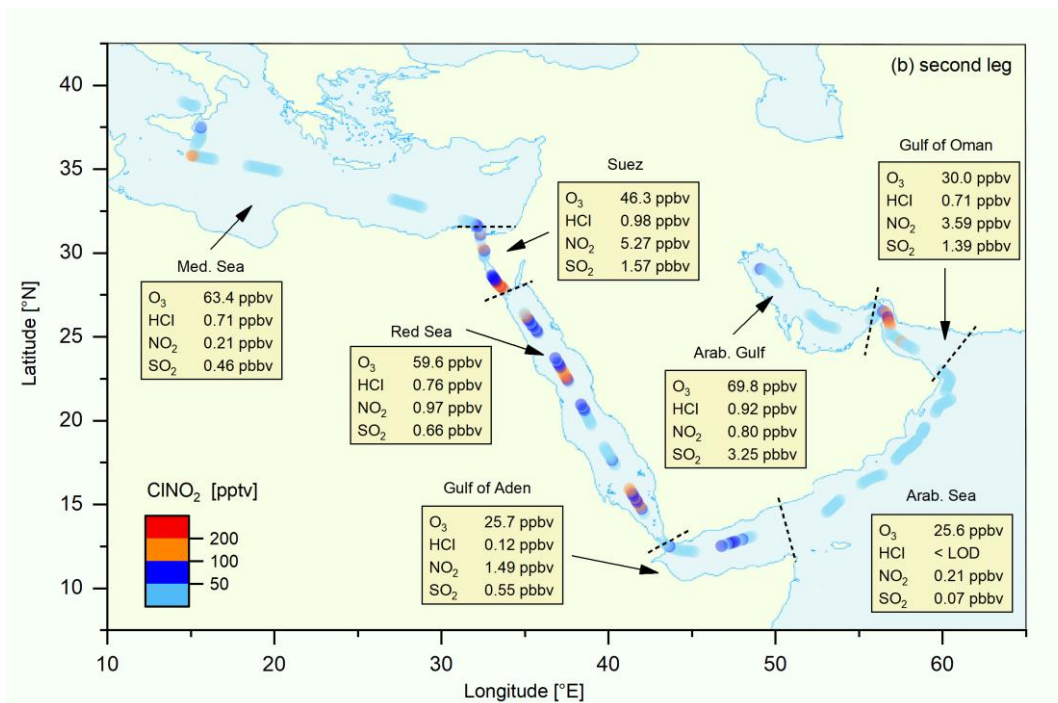 (b) second leg
Gulf of Oman
O₃ 30.0 ppbv
HCl 0.71 ppbv
NO₂ 3.59 ppbv
SO₂ 1.39 ppbv
Suez
O₃ 46.3 ppbv
HCl 0.98 ppbv
NO₂ 5.27 ppbv
SO₂ 1.57 ppbv
Med. Sea
O₃ 63.4 ppbv
HCl 0.71 ppbv
NO₂ 0.21 ppbv
SO₂ 0.46 ppbv
Red Sea
O₃ 59.6 ppbv
HCl 0.76 ppbv
NO₂ 0.97 ppbv
SO₂ 0.66 pbbv
Arab. Gulf
O₃ 69.8 ppbv
HCl 0.92 ppbv
NO₂ 0.80 ppbv
SO₂ 3.25 ppbv
Gulf of Aden
O₃ 25.7 ppbv
HCl 0.12 ppbv
NO₂ 1.49 ppbv
SO₂ 0.55 ppbv
Arab. Sea
O₃ 25.6 ppbv
HCl < LOD
NO₂ 0.21 ppbv
SO₂ 0.07 pbbv
ClNO₂ [pptv]
200
100
50
40
35
30
25
20
15
10
Latitude [°N]
10 20 30 40 50 60
Longitude [°E]